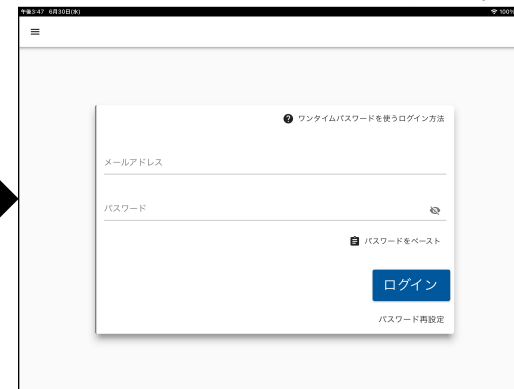 午後3:47 6月30日(水) 100%
ワンタイムパスワードを使うログイン方法
メールアドレス
パスワード
パスワードをペースト
ログイン
パスワード再設定